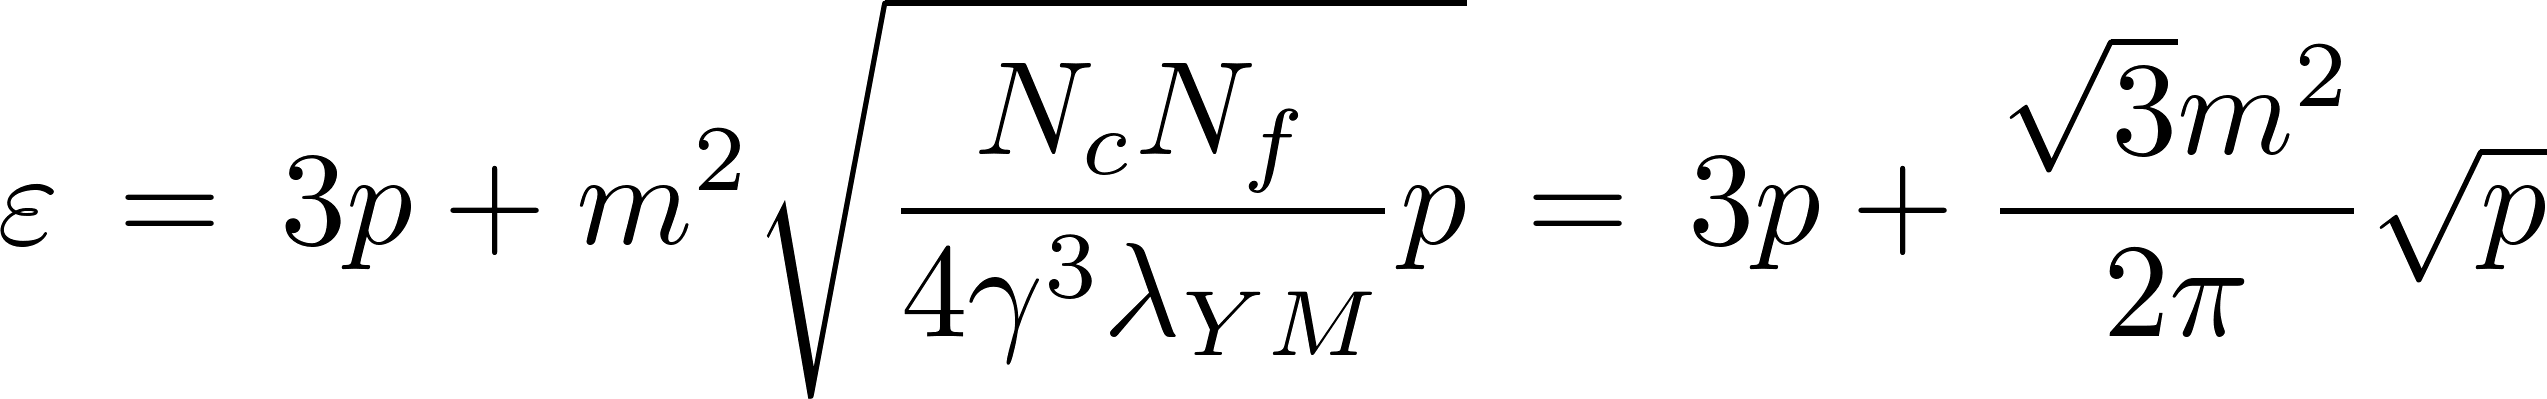 $\varepsilon = 3p + m^2 \sqrt{\frac{N_c N_f}{4\gamma^3 \lambda_{YM}} p} = 3p + \frac{\sqrt{3} m^2}{2\pi} \sqrt{p}$